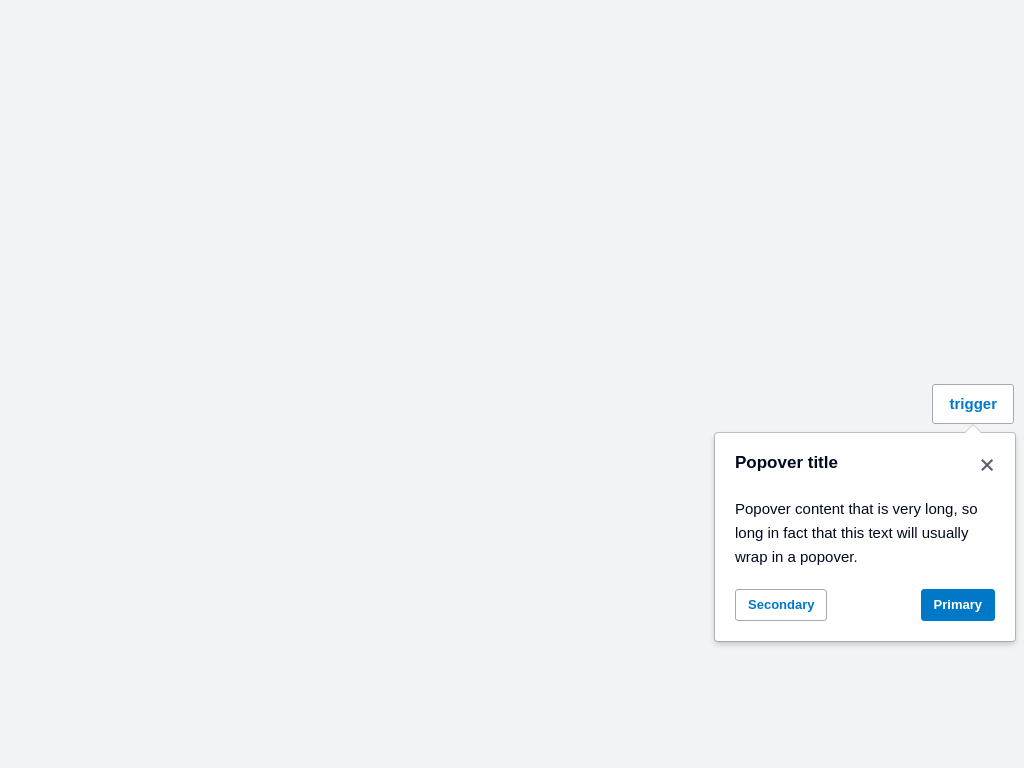 trigger
Popover title
Popover content that is very long, so
long in fact that this text will usually
wrap in a popover.
Secondary
Primary